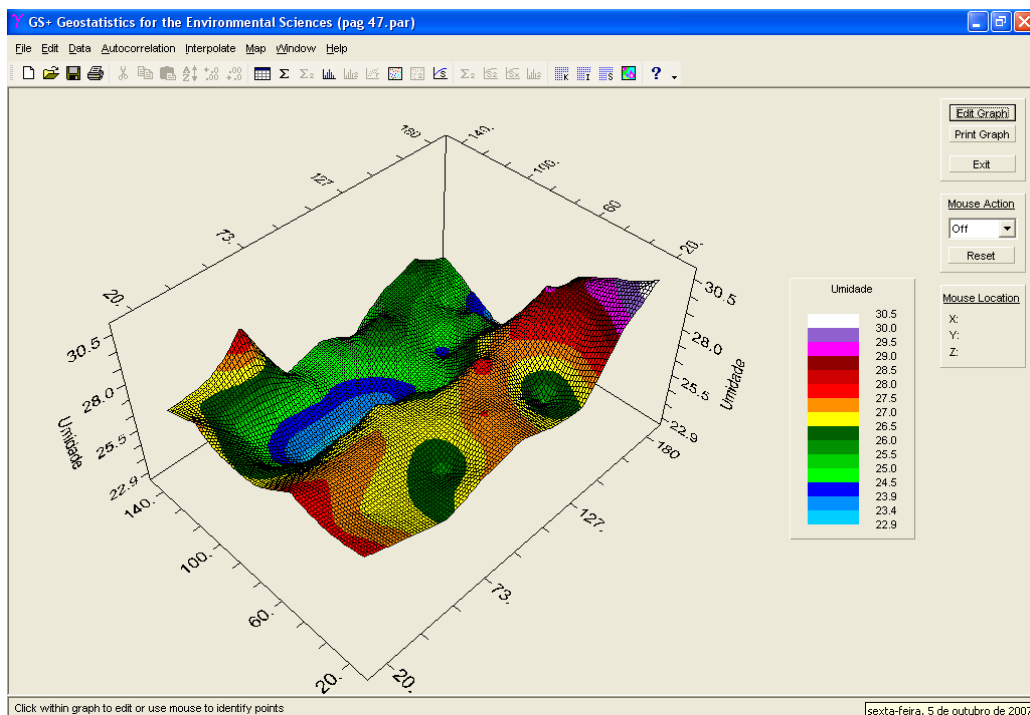 GS+ Geostatistics for the Environmental Sciences (pag 47.par)
File Edit Data Autocorrelation Interpolate Map Window Help
Edit Graph
Print Graph
Exit
Mouse Action
Off
Reset
Mouse Location
X:
Y:
Z:
180
140.
127
100.
73.
60
20.
20.
30.5
28.0
25.5
22.9
Umidade
30.5
28.0
25.5
22.9
Umidade
140.
100.
60.
20.
180
127.
73.
20.
Umidade
30.5
30.0
29.5
29.0
28.5
28.0
27.5
27.0
26.5
26.0
25.5
25.0
24.5
23.9
23.4
22.9
Click within graph to edit or use mouse to identify points
sexta-feira, 5 de outubro de 2007